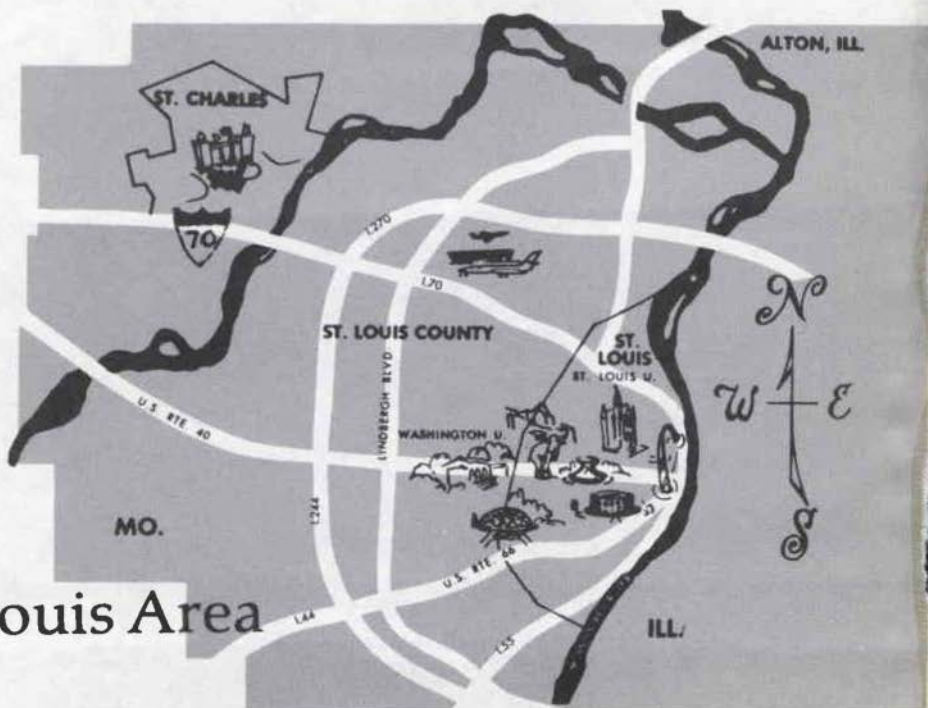 ALTON, ILL.
ST. CHARLES
70
I.270
I.70
N
ST. LOUIS COUNTY
ST.
LOUIS
ST. LOUIS U.
W E
LYNDBERGH BLVD.
U.S. RTE. 40
WASHINGTON U.
I.244
MO.
S
U.S. RTE. 66
ouis Area
I.44
I.55
ILL.